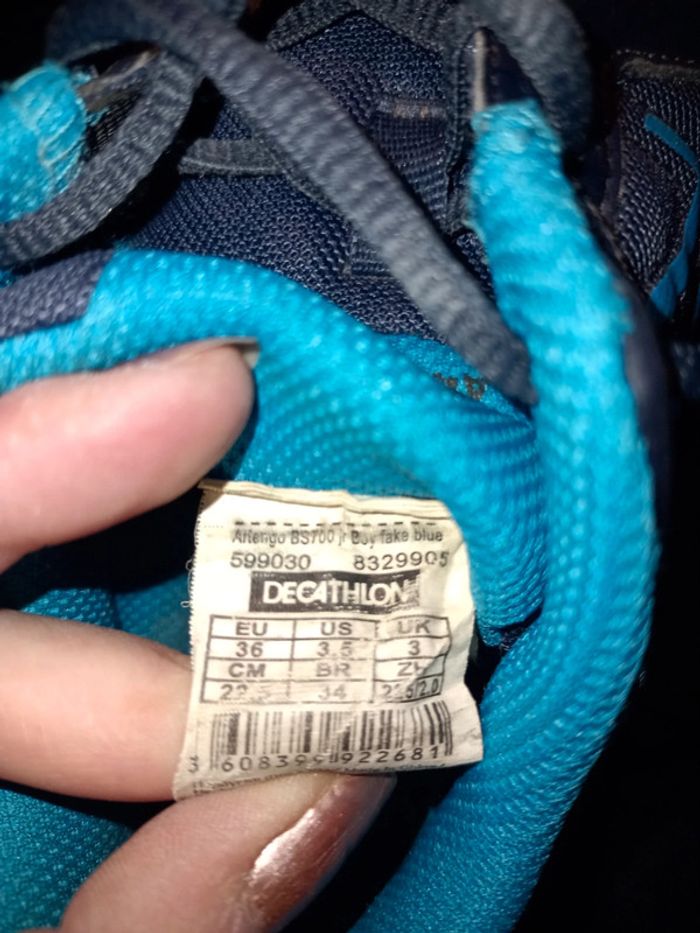 Artengo BS700 jr Boy fake blue
599030 8329905
DECATHLON
EU US UK
36 3.5 3
CM BR
34
3 608399 922681